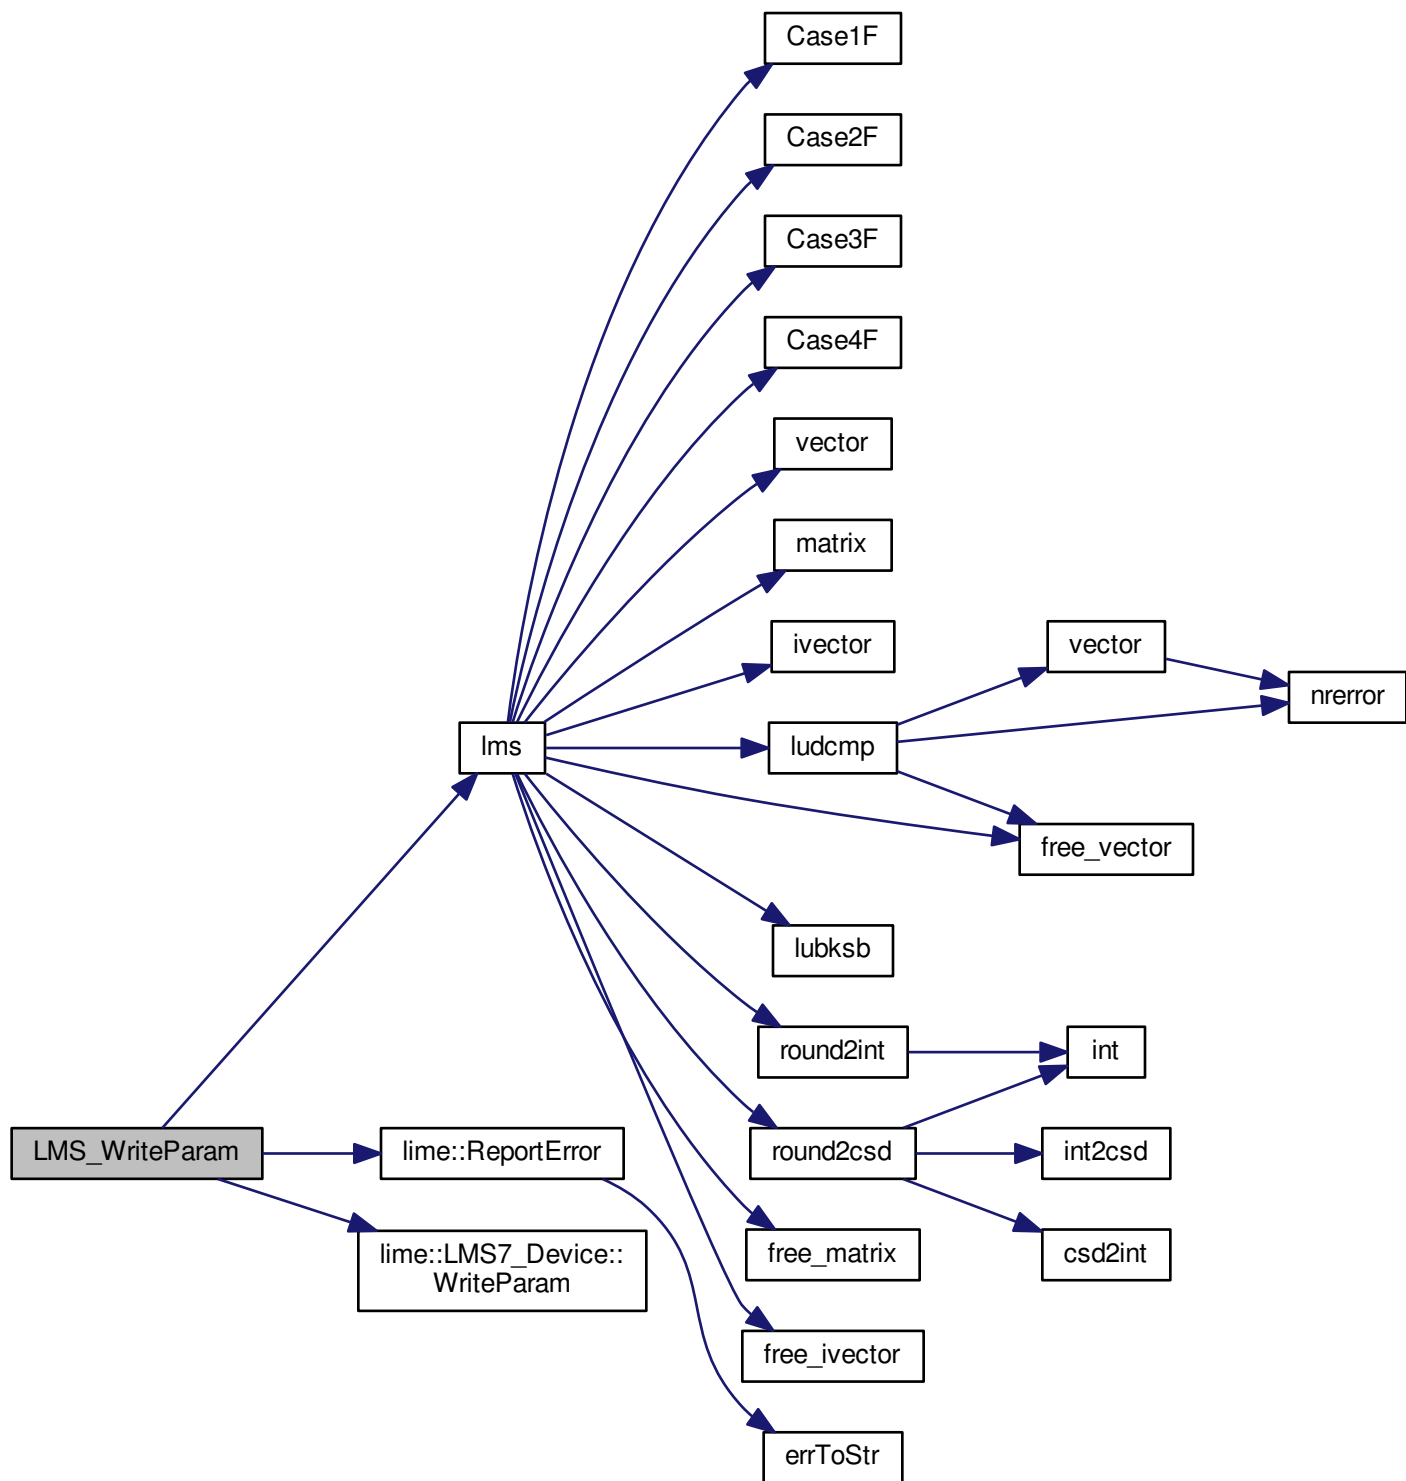 Case1F
Case2F
Case3F
Case4F
vector
matrix
ivector
vector
nrerror
lms
ludcmp
free_vector
lubksb
round2int
int
LMS_WriteParam
lime::ReportError
round2csd
int2csd
lime::LMS7_Device::
WriteParam
free_matrix
csd2int
free_ivector
errToStr